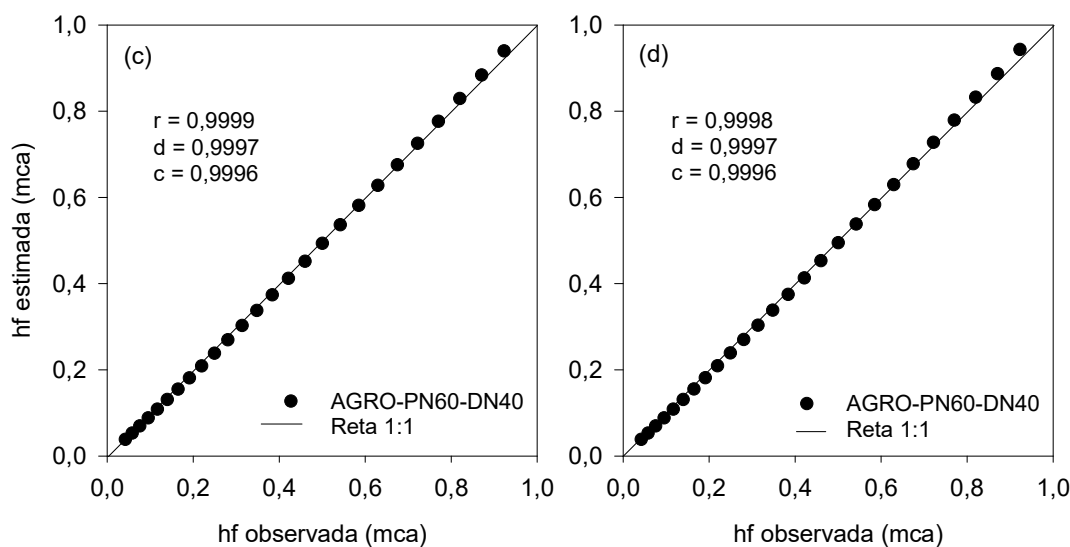 (c)
r = 0,9999
d = 0,9997
c = 0,9996
hf estimada (mca)
1,0
0,8
0,6
0,4
0,2
0,0
AGRO-PN60-DN40
Reta 1:1
0,0 0,2 0,4 0,6 0,8 1,0
hf observada (mca)
(d)
r = 0,9998
d = 0,9997
c = 0,9996
1,0
0,8
0,6
0,4
0,2
0,0
AGRO-PN60-DN40
Reta 1:1
0,0 0,2 0,4 0,6 0,8 1,0
hf observada (mca)